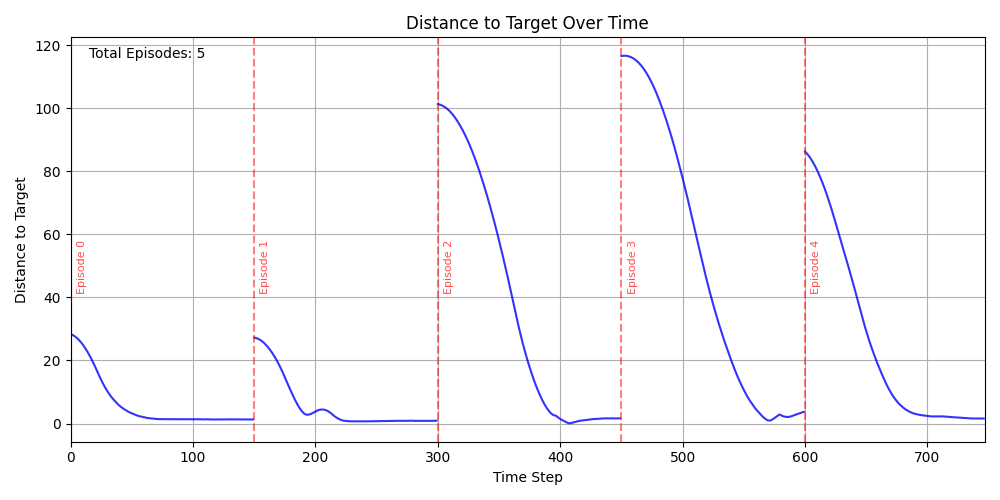 Distance to Target Over Time
Total Episodes: 5
Distance to Target
120
100
80
60
40
20
0
Episode 0
Episode 1
Episode 2
Episode 3
Episode 4
0
100
200
300
400
500
600
700
Time Step